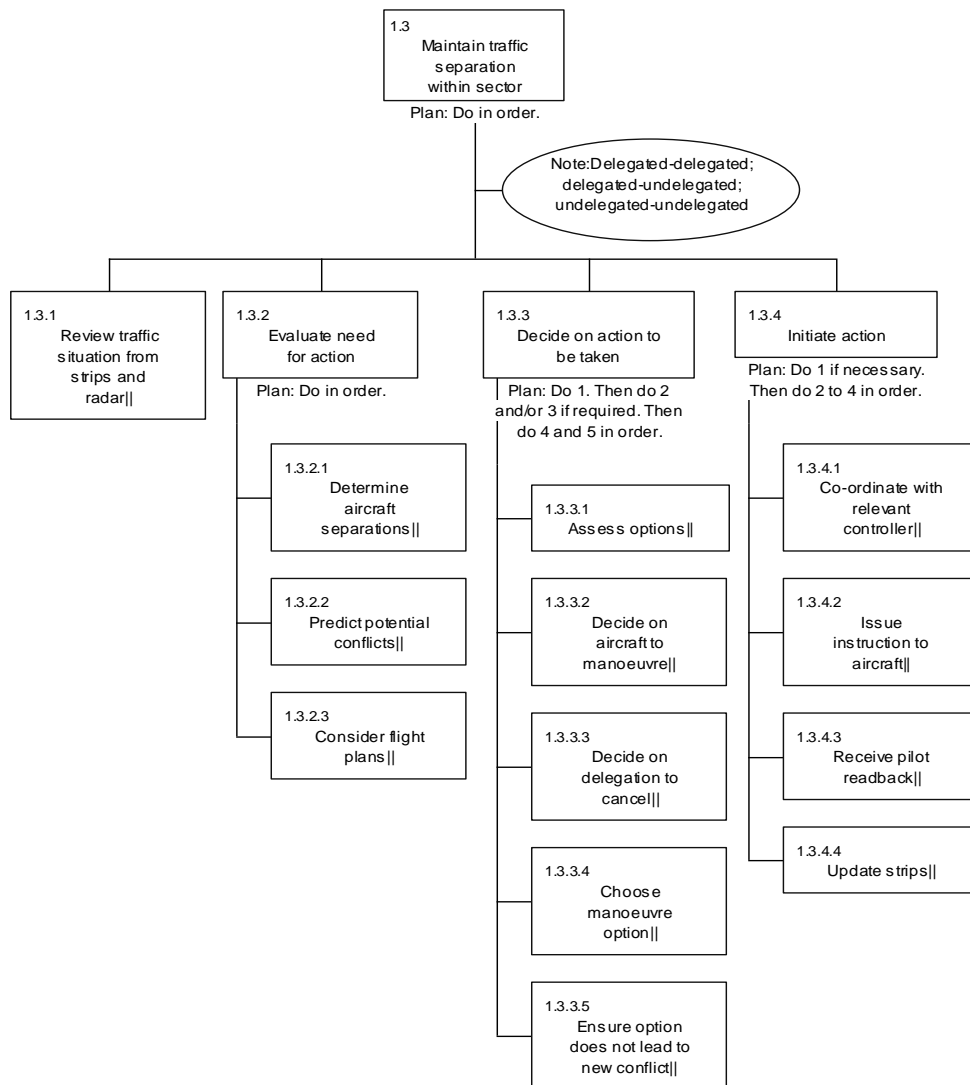 1.3
Maintain traffic
separation
within sector
Plan: Do in order.
Note:Delegated-delegated;
delegated-undelegated;
undelegated-undelegated
1.3.1
Review traffic
situation from
strips and
radar||
1.3.2
Evaluate need
for action
Plan: Do in order.
1.3.2.1
Determine
aircraft
separations||
1.3.2.2
Predict potential
conflicts||
1.3.2.3
Consider flight
plans||
1.3.3
Decide on action to
be taken
Plan: Do 1. Then do 2
and/or 3 if required. Then
do 4 and 5 in order.
1.3.3.1
Assess options||
1.3.3.2
Decide on
aircraft to
manoeuvre||
1.3.3.3
Decide on
delegation to
cancel||
1.3.3.4
Choose
manoeuvre
option||
1.3.3.5
Ensure option
does not lead to
new conflict||
1.3.4
Initiate action
Plan: Do 1 if necessary.
Then do 2 to 4 in order.
1.3.4.1
Co-ordinate with
relevant
controller||
1.3.4.2
Issue
instruction to
aircraft||
1.3.4.3
Receive pilot
readback||
1.3.4.4
Update strips||